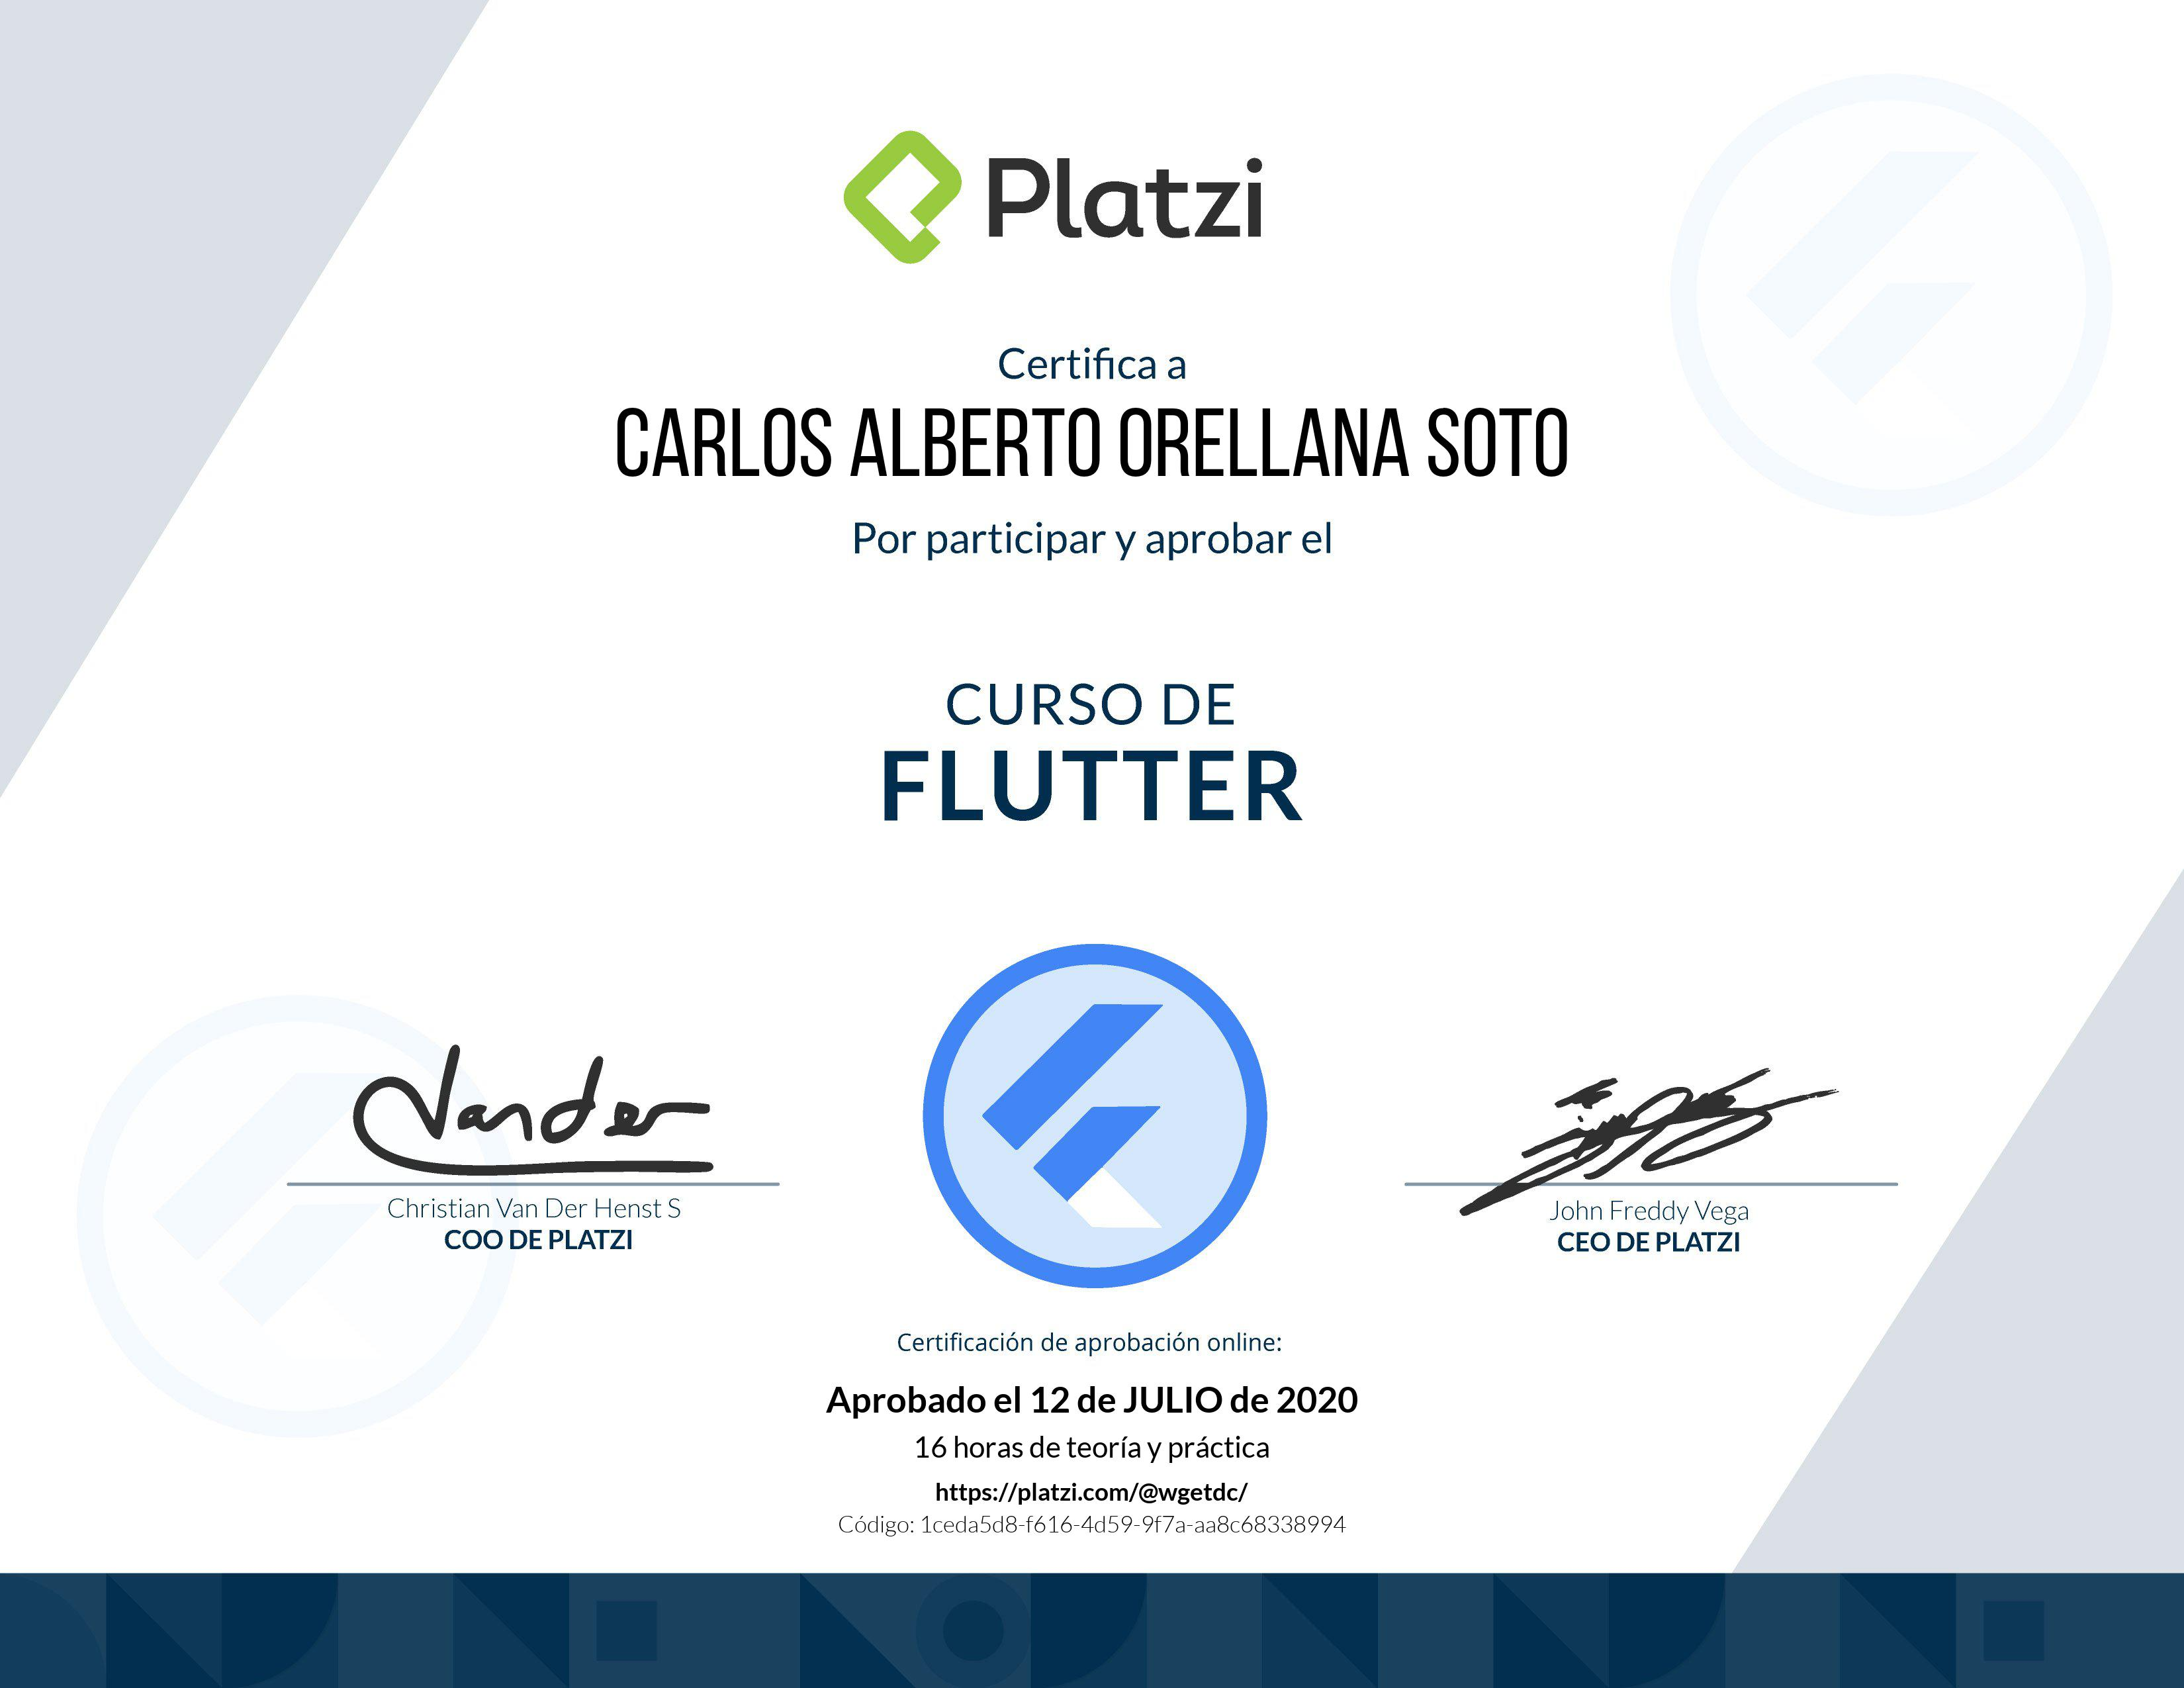 Platzi
Certifica a
CARLOS ALBERTO ORELLANA SOTO
Por participar y aprobar el
CURSO DE
FLUTTER
Vander
Christian Van Der Henst S
COO DE PLATZI
John Freddy Vega
CEO DE PLATZI
Certificación de aprobación online:
Aprobado el 12 de JULIO de 2020
16 horas de teoría y práctica
https://platzi.com/@wgetdc/
Código: 1ceda5d8-f616-4d59-9f7a-aa8c68338994